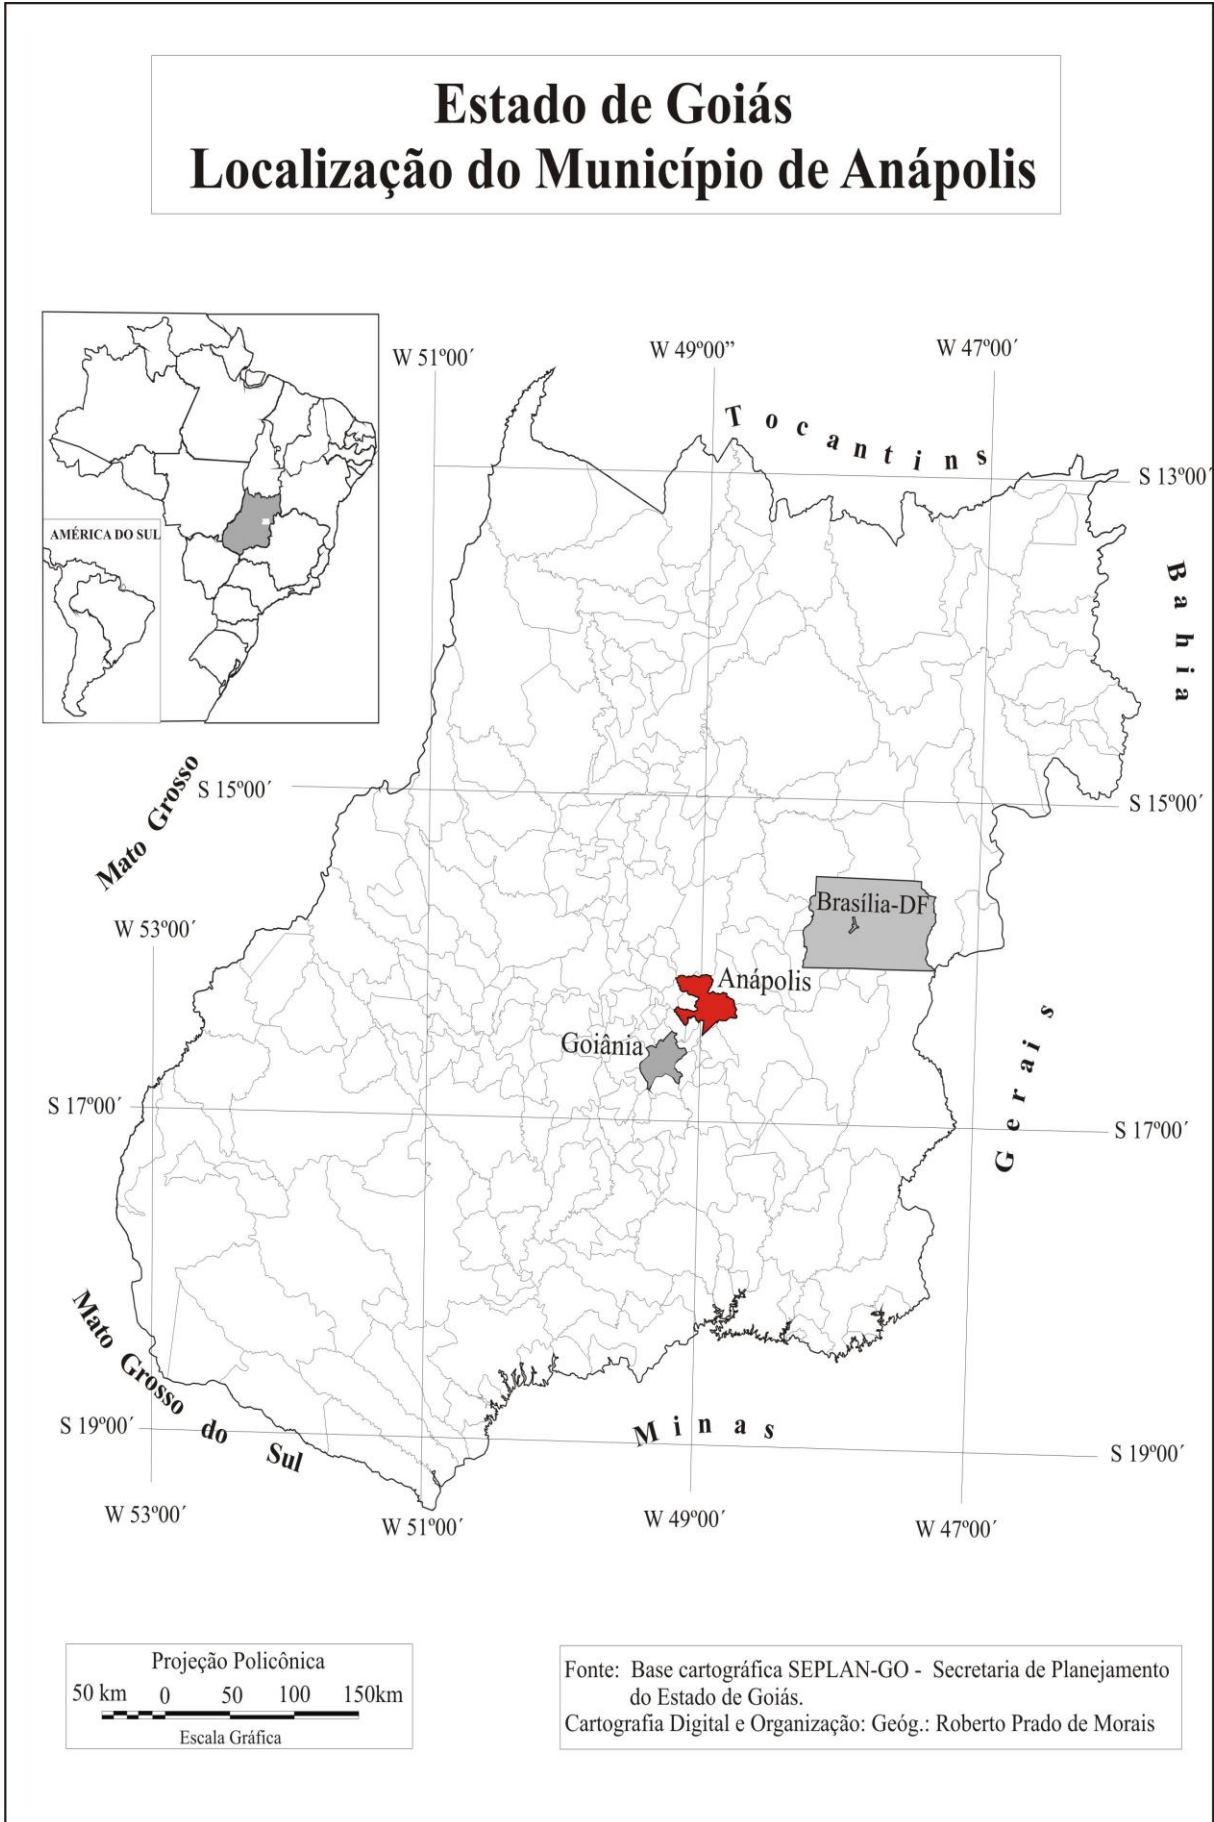 Estado de Goiás
Localização do Município de Anápolis
AMÉRICA DO SUL
W 51º00´
W 49º00”
W 47º00´
Tocantins
S 13º00´
Bahia
Mato Grosso
S 15º00´
S 15º00´
W 53º00´
Brasília-DF
Anápolis
Goiânia
S 17º00´
S 17º00´
Gerais
Mato Grosso do Sul
Minas
S 19º00´
S 19º00´
W 53º00´
W 51º00´
W 49º00´
W 47º00´
Projeção Policônica
50 km 0 50 100 150km
Escala Gráfica
Fonte: Base cartográfica SEPLAN-GO - Secretaria de Planejamento
do Estado de Goiás.
Cartografia Digital e Organização: Geóg.: Roberto Prado de Morais